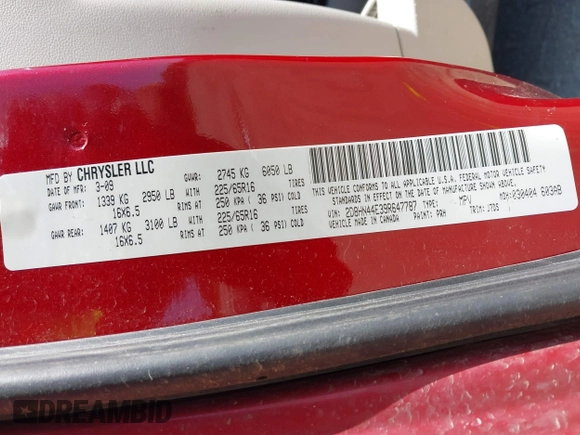 MFD BY CHRYSLER LLC
DATE OF MFR: 3-09 GVWR: 2745 KG 6050 LB
GAWR FRONT: 1339 KG 2950 LB WITH 225/65R16 TIRES
16X6.5 RIMS AT 250 KPA ( 36 PSI) COLD
GAWR REAR: 1407 KG 3100 LB WITH 225/65R16 TIRES
16X6.5 RIMS AT 250 KPA ( 36 PSI) COLD
THIS VEHICLE CONFORMS TO ALL APPLICABLE U.S.A. FEDERAL MOTOR VEHICLE SAFETY
STANDARDS IN EFFECT ON THE DATE OF MANUFACTURE SHOWN ABOVE.
VIN: 2D8HN44E39R647787 TYPE: MPV MDH: 030404 603AB
VEHICLE MADE IN CANADA PAINT: PRH TRIM: J7DS
DREAMBID